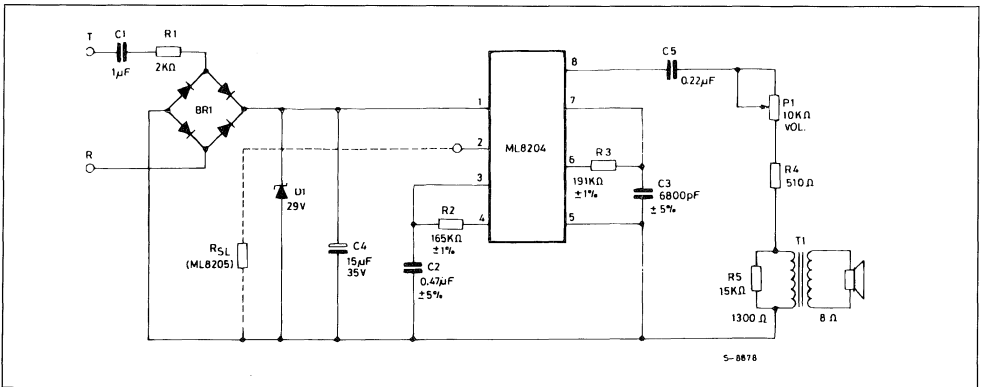 T
C1
1µF
R1
2KΩ
R
BR1
RSL
(ML8205)
D1
29V
C4
15µF
35V
C2
0.47µF
±5%
R2
165KΩ
±1%
1
2
3
4
ML8204
8
7
6
5
R3
191KΩ
±1%
C3
6800pF
±5%
C5
0.22µF
P1
10KΩ
VOL.
R4
510Ω
T1
R5
15KΩ
1300Ω
8Ω
S-8878